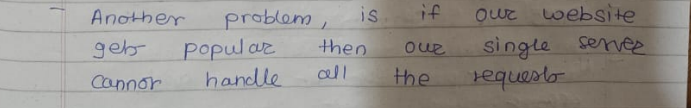 - Another problem, is if our website
gets popular then our single server
cannot handle all the requests